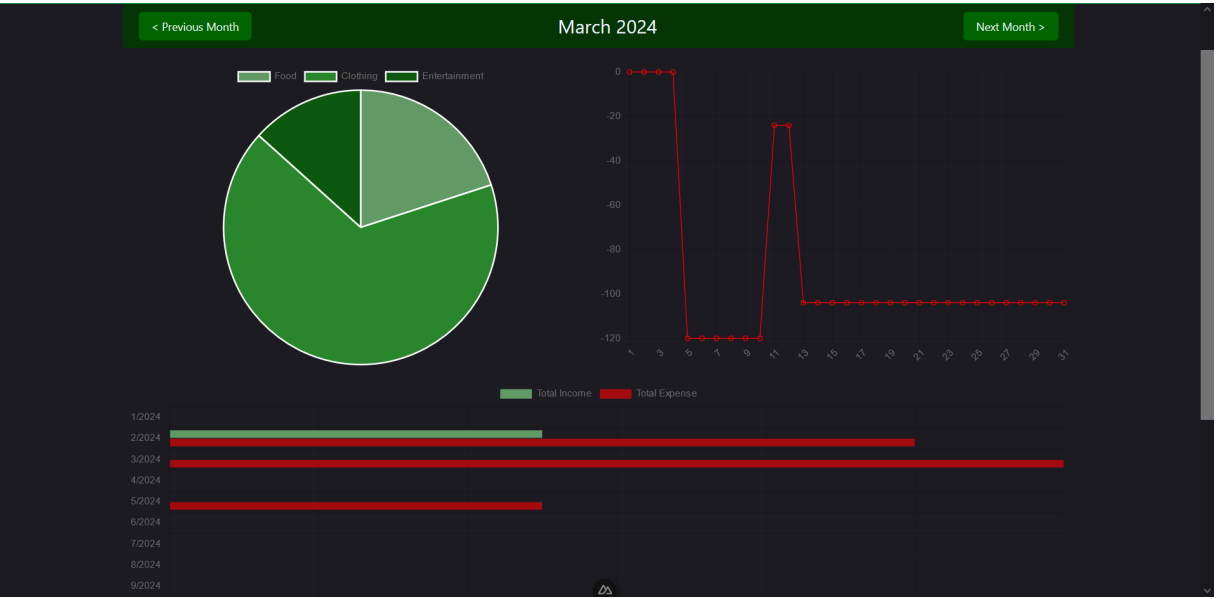 < Previous Month
March 2024
Next Month >
Food Clothing Entertainment
0
-20
-40
-60
-80
-100
-120
1 3 5 7 9 11 13 15 17 19 21 23 25 27 29 31
Total Income Total Expense
1/2024
2/2024
3/2024
4/2024
5/2024
6/2024
7/2024
8/2024
9/2024